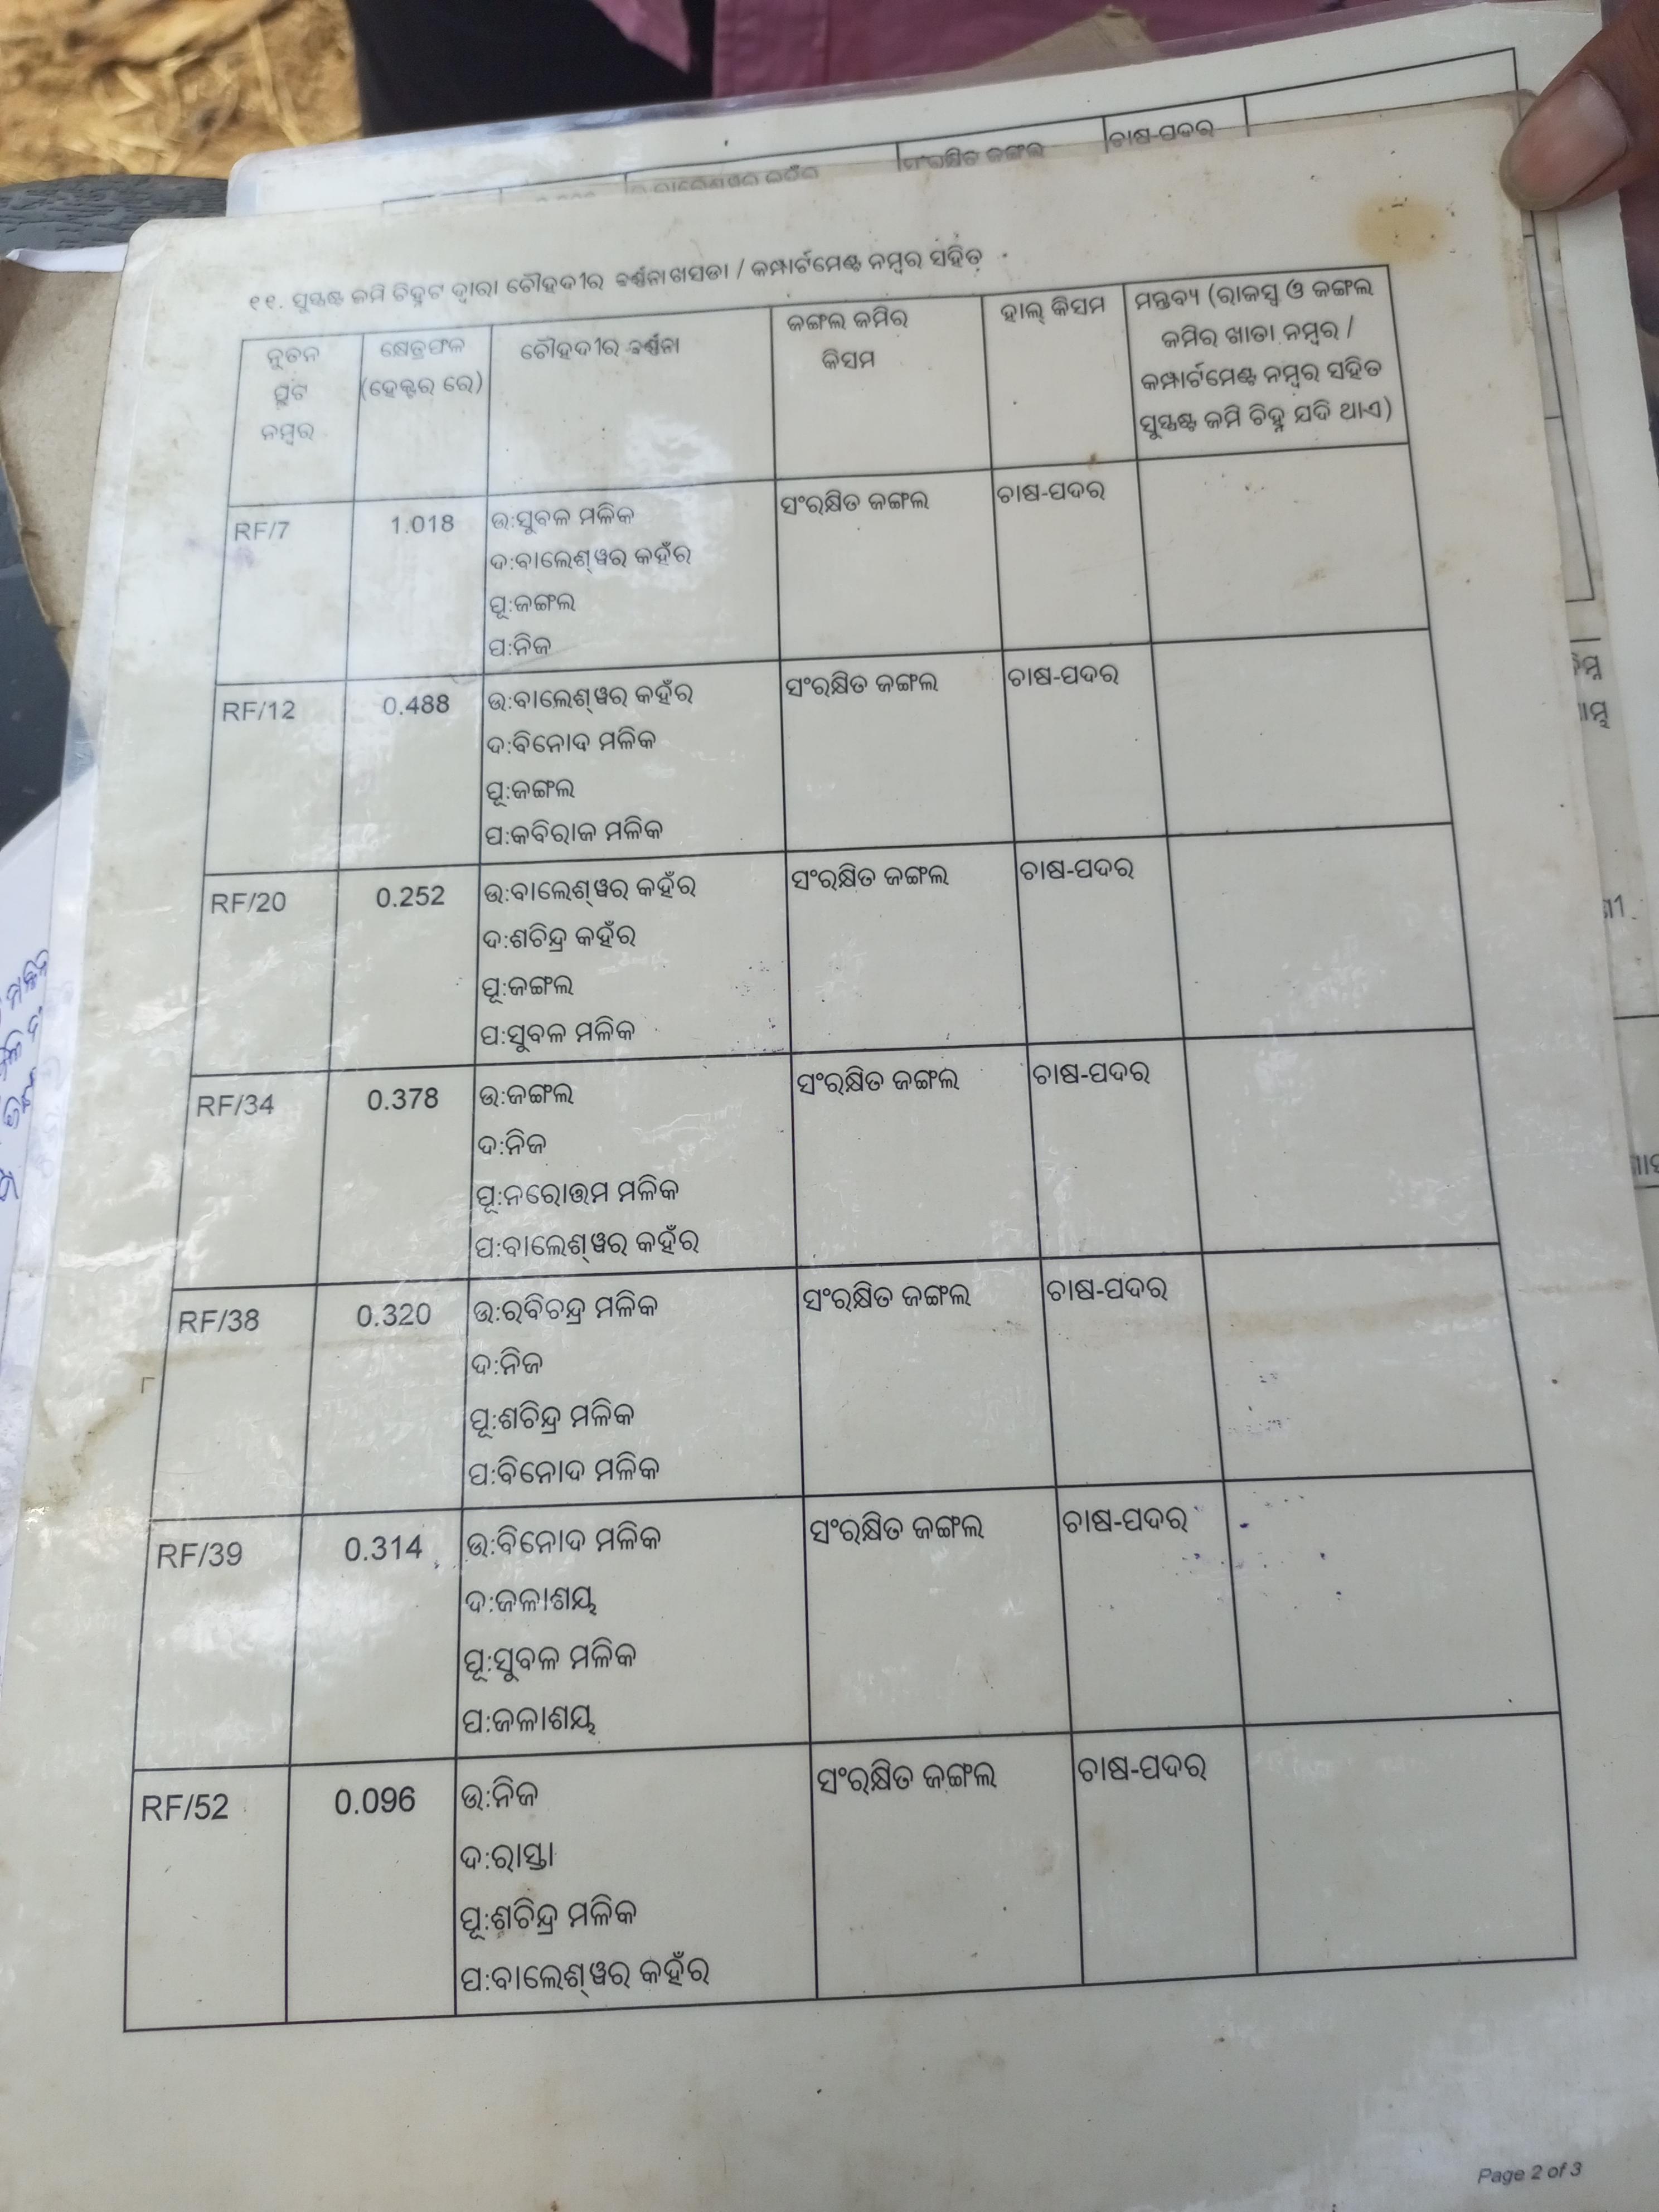 ସଂରକ୍ଷିତ ଜଙ୍ଗଲ ଚାଷ-ପଦର
୧୧. ସୁସ୍ପଷ୍ଟ ଜମି ଚିହ୍ନଟ ଦ୍ୱାରା ଚୌହଦୀର ବର୍ଣ୍ଣନା ଖସଡା / କମ୍ପାର୍ଟମେଣ୍ଟ ନମ୍ବର ସହିତ
ନୂତନ ପ୍ଲଟ ନମ୍ବର
କ୍ଷେତ୍ରଫଳ (ହେକ୍ଟର ରେ)
ଚୌହଦୀର ବର୍ଣ୍ଣନା
ଜଙ୍ଗଲ ଜମିର କିସମ
ହାଲ୍ କିସମ
ମନ୍ତବ୍ୟ (ରାଜସ୍ୱ ଓ ଜଙ୍ଗଲ
ଜମିର ଖାତା ନମ୍ବର /
କମ୍ପାର୍ଟମେଣ୍ଟ ନମ୍ବର ସହିତ
ସୁସ୍ପଷ୍ଟ ଜମି ଚିହ୍ନ ଯଦି ଥାଏ)
RF/7 1.018 ଉ:ସୁବଳ ମଳିକ ସଂରକ୍ଷିତ ଜଙ୍ଗଲ ଚାଷ-ପଦର
ଦ:ବାଲେଶ୍ୱର କହଁର
ପୂ:ଜଙ୍ଗଲ
ପ:ନିଜ
RF/12 0.488 ଉ:ବାଲେଶ୍ୱର କହଁର ସଂରକ୍ଷିତ ଜଙ୍ଗଲ ଚାଷ-ପଦର
ଦ:ବିନୋଦ ମଳିକ
ପୂ:ଜଙ୍ଗଲ
ପ:କବିରାଜ ମଳିକ
RF/20 0.252 ଉ:ବାଲେଶ୍ୱର କହଁର ସଂରକ୍ଷିତ ଜଙ୍ଗଲ ଚାଷ-ପଦର
ଦ:ଶଚିନ୍ଦ୍ର କହଁର
ପୂ:ଜଙ୍ଗଲ
ପ:ସୁବଳ ମଳିକ
RF/34 0.378 ଉ:ଜଙ୍ଗଲ ସଂରକ୍ଷିତ ଜଙ୍ଗଲ ଚାଷ-ପଦର
ଦ:ନିଜ
ପୂ:ନରୋତ୍ତମ ମଳିକ
ପ:ବାଲେଶ୍ୱର କହଁର
RF/38 0.320 ଉ:ରବିଚନ୍ଦ୍ର ମଳିକ ସଂରକ୍ଷିତ ଜଙ୍ଗଲ ଚାଷ-ପଦର
ଦ:ନିଜ
ପୂ:ଶଚିନ୍ଦ୍ର ମଳିକ
ପ:ବିନୋଦ ମଳିକ
RF/39 0.314 ଉ:ବିନୋଦ ମଳିକ ସଂରକ୍ଷିତ ଜଙ୍ଗଲ ଚାଷ-ପଦର
ଦ:ଜଳାଶୟ
ପୂ:ସୁବଳ ମଳିକ
ପ:ଜଳାଶୟ
RF/52 0.096 ଉ:ନିଜ ସଂରକ୍ଷିତ ଜଙ୍ଗଲ ଚାଷ-ପଦର
ଦ:ରାସ୍ତା
ପୂ:ଶଚିନ୍ଦ୍ର ମଳିକ
ପ:ବାଲେଶ୍ୱର କହଁର
Page 2 of 3